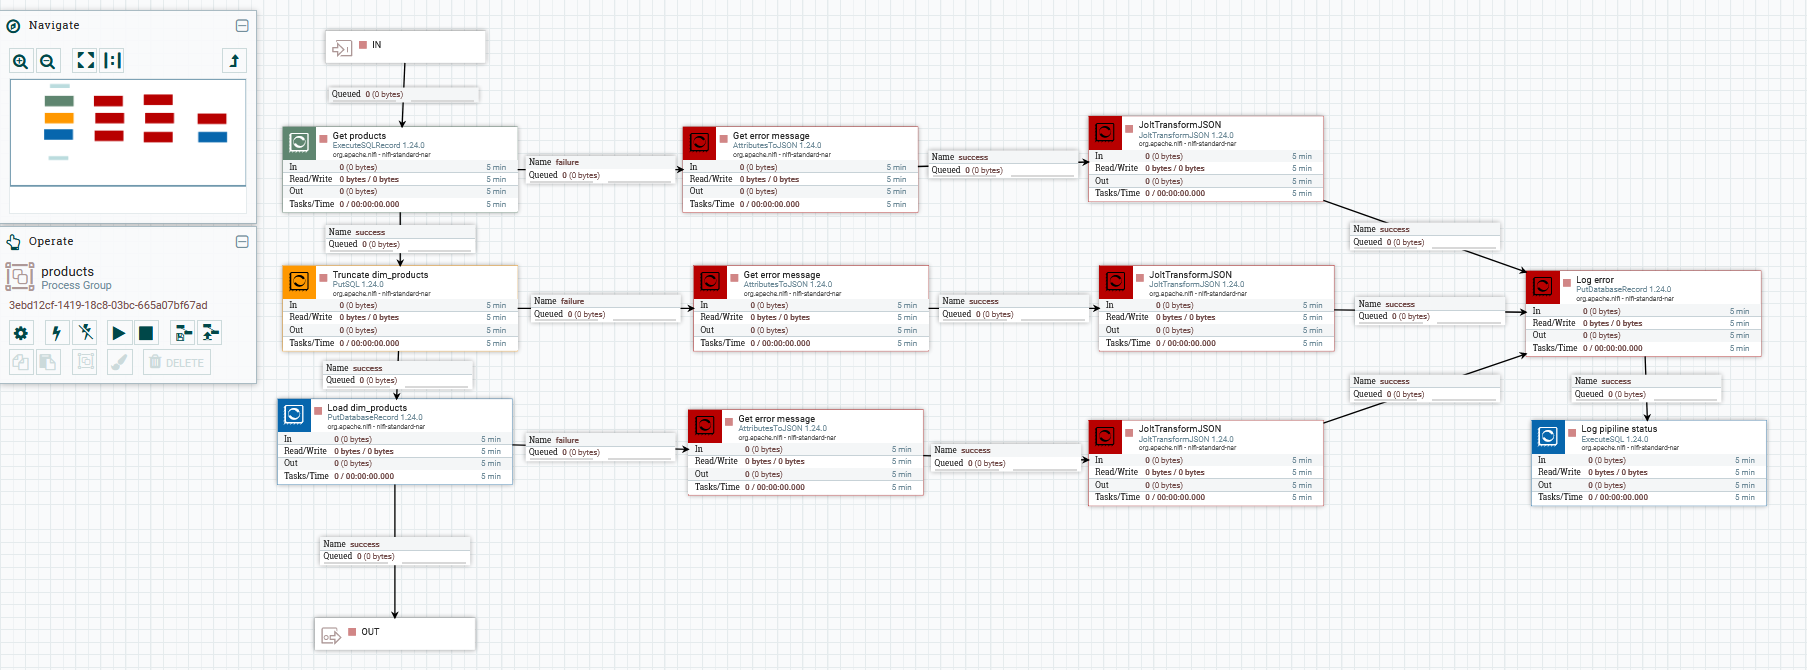 Navigate
Operate
products
Process Group
3ebd12cf-1419-18c8-03bc-665a07bf67ad
DELETE
IN
Queued 0 (0 bytes)
Get products
ExecuteSQLRecord 1.24.0
org.apache.nifi - nifi-standard-nar
In 0 (0 bytes) 5 min
Read/Write 0 bytes / 0 bytes 5 min
Out 0 (0 bytes) 5 min
Tasks/Time 0 / 00:00:00.000 5 min
Name failure
Queued 0 (0 bytes)
Get error message
AttributesToJSON 1.24.0
org.apache.nifi - nifi-standard-nar
In 0 (0 bytes) 5 min
Read/Write 0 bytes / 0 bytes 5 min
Out 0 (0 bytes) 5 min
Tasks/Time 0 / 00:00:00.000 5 min
Name success
Queued 0 (0 bytes)
JoltTransformJSON
JoltTransformJSON 1.24.0
org.apache.nifi - nifi-standard-nar
In 0 (0 bytes) 5 min
Read/Write 0 bytes / 0 bytes 5 min
Out 0 (0 bytes) 5 min
Tasks/Time 0 / 00:00:00.000 5 min
Name success
Queued 0 (0 bytes)
Name success
Queued 0 (0 bytes)
Truncate dim_products
PutSQL 1.24.0
org.apache.nifi - nifi-standard-nar
In 0 (0 bytes) 5 min
Read/Write 0 bytes / 0 bytes 5 min
Out 0 (0 bytes) 5 min
Tasks/Time 0 / 00:00:00.000 5 min
Name failure
Queued 0 (0 bytes)
Get error message
AttributesToJSON 1.24.0
org.apache.nifi - nifi-standard-nar
In 0 (0 bytes) 5 min
Read/Write 0 bytes / 0 bytes 5 min
Out 0 (0 bytes) 5 min
Tasks/Time 0 / 00:00:00.000 5 min
Name success
Queued 0 (0 bytes)
JoltTransformJSON
JoltTransformJSON 1.24.0
org.apache.nifi - nifi-standard-nar
In 0 (0 bytes) 5 min
Read/Write 0 bytes / 0 bytes 5 min
Out 0 (0 bytes) 5 min
Tasks/Time 0 / 00:00:00.000 5 min
Name success
Queued 0 (0 bytes)
Log error
PutDatabaseRecord 1.24.0
org.apache.nifi - nifi-standard-nar
In 0 (0 bytes) 5 min
Read/Write 0 bytes / 0 bytes 5 min
Out 0 (0 bytes) 5 min
Tasks/Time 0 / 00:00:00.000 5 min
Name success
Queued 0 (0 bytes)
Load dim_products
PutDatabaseRecord 1.24.0
org.apache.nifi - nifi-standard-nar
In 0 (0 bytes) 5 min
Read/Write 0 bytes / 0 bytes 5 min
Out 0 (0 bytes) 5 min
Tasks/Time 0 / 00:00:00.000 5 min
Name failure
Queued 0 (0 bytes)
Get error message
AttributesToJSON 1.24.0
org.apache.nifi - nifi-standard-nar
In 0 (0 bytes) 5 min
Read/Write 0 bytes / 0 bytes 5 min
Out 0 (0 bytes) 5 min
Tasks/Time 0 / 00:00:00.000 5 min
Name success
Queued 0 (0 bytes)
JoltTransformJSON
JoltTransformJSON 1.24.0
org.apache.nifi - nifi-standard-nar
In 0 (0 bytes) 5 min
Read/Write 0 bytes / 0 bytes 5 min
Out 0 (0 bytes) 5 min
Tasks/Time 0 / 00:00:00.000 5 min
Name success
Queued 0 (0 bytes)
Name success
Queued 0 (0 bytes)
Log pipiline status
ExecuteSQL 1.24.0
org.apache.nifi - nifi-standard-nar
In 0 (0 bytes) 5 min
Read/Write 0 bytes / 0 bytes 5 min
Out 0 (0 bytes) 5 min
Tasks/Time 0 / 00:00:00.000 5 min
Name success
Queued 0 (0 bytes)
OUT